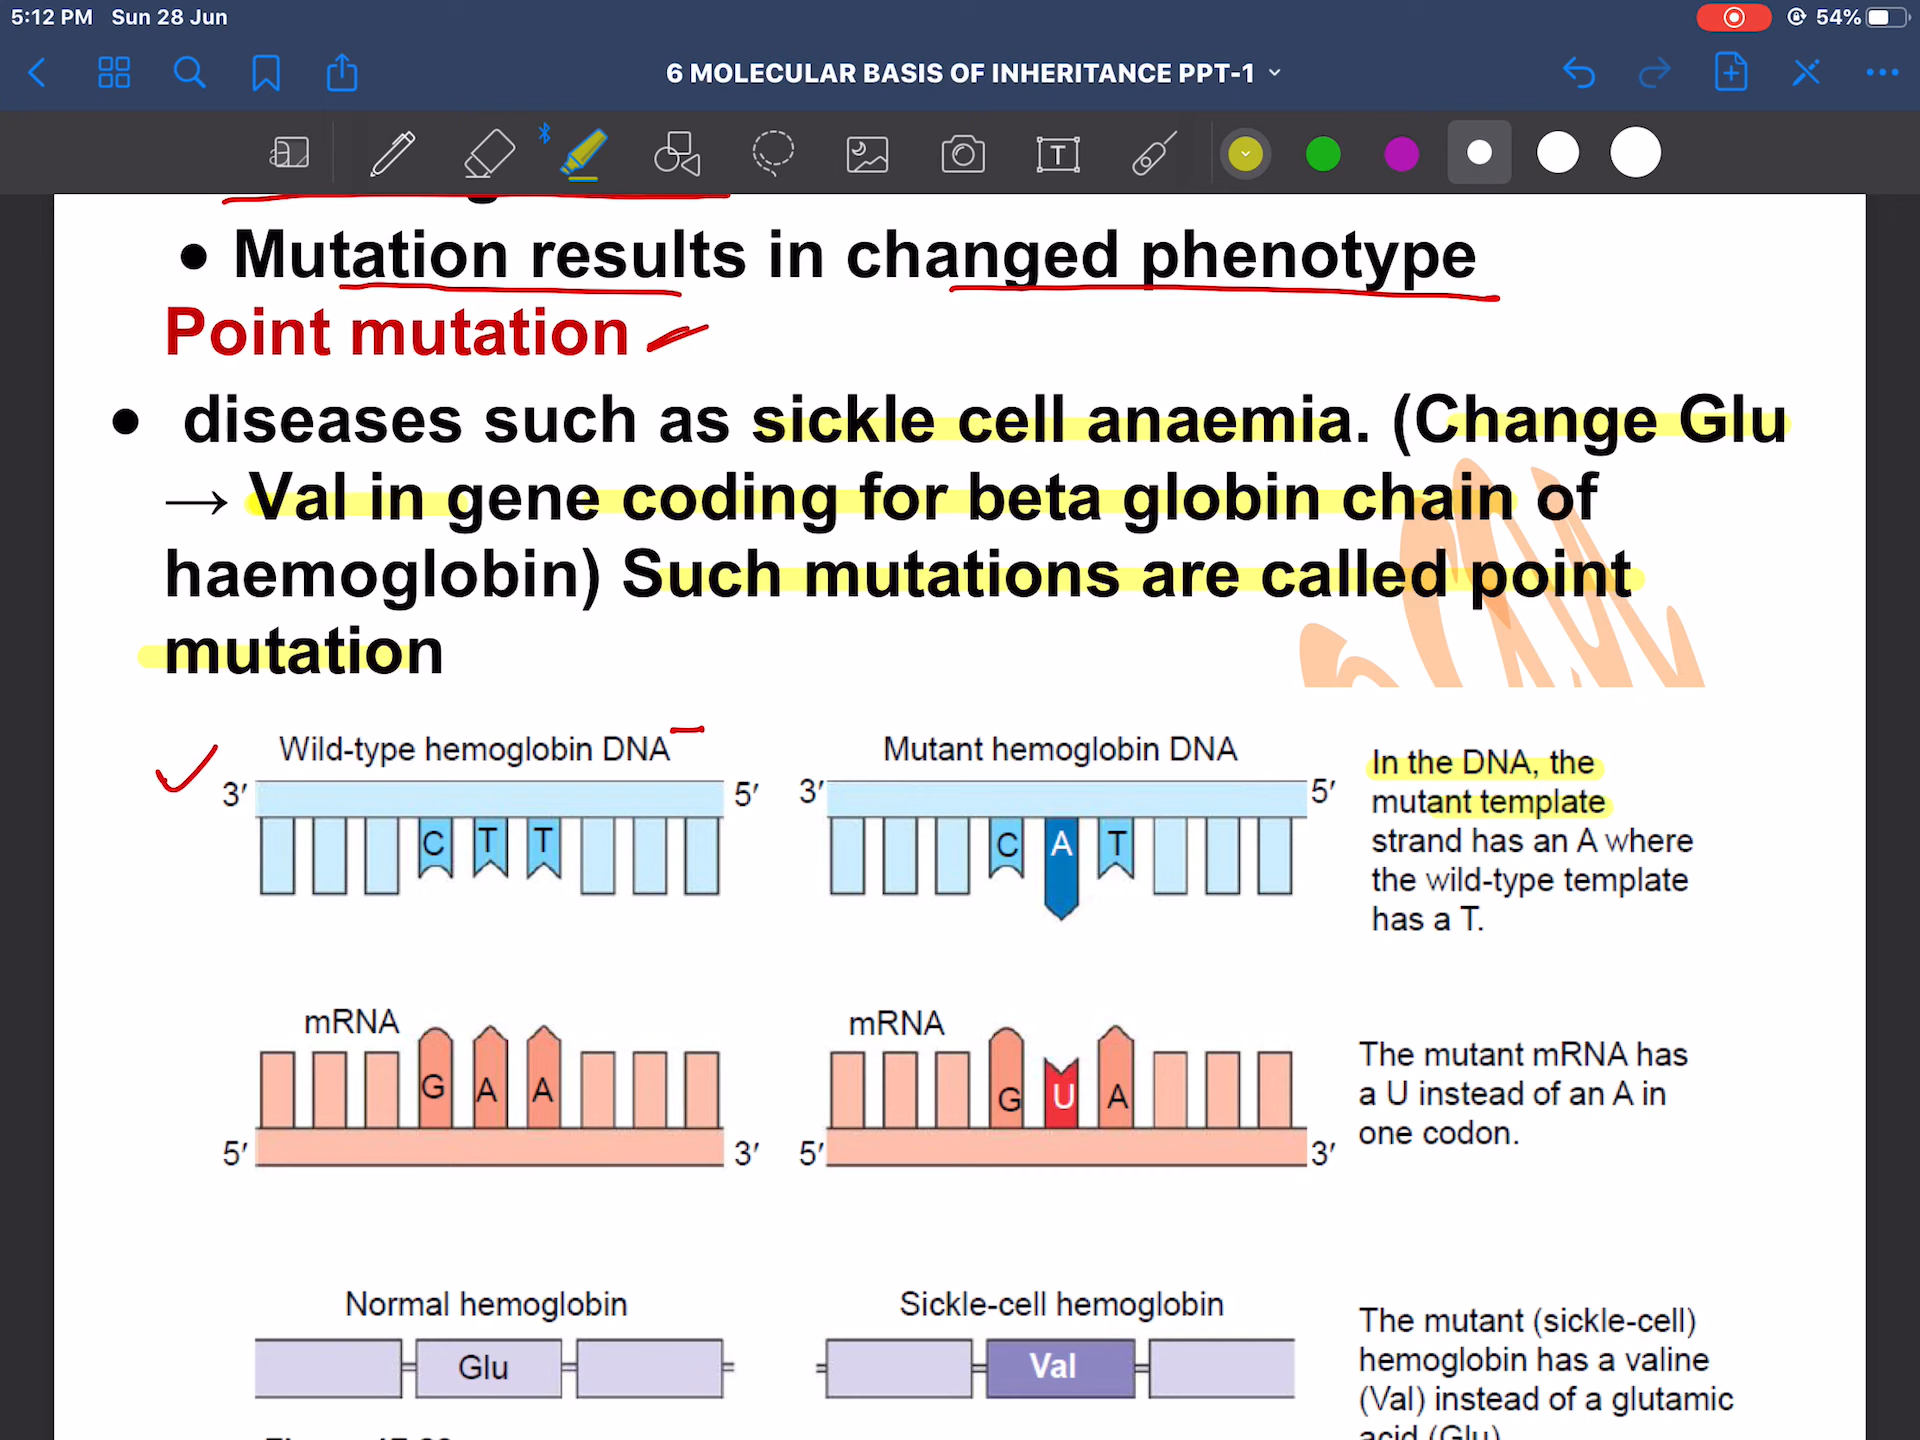 5:12 PM Sun 28 Jun
54%
6 MOLECULAR BASIS OF INHERITANCE PPT-1
a
T
• Mutation results in changed phenotype
Point mutation
• diseases such as sickle cell anaemia. (Change Glu
→ Val in gene coding for beta globin chain of
haemoglobin) Such mutations are called point
mutation
Wild-type hemoglobin DNA
3′ 5′
C T T
Mutant hemoglobin DNA
3′ 5′
C A T
In the DNA, the
mutant template
strand has an A where
the wild-type template
has a T.
mRNA
G A A
5′ 3′
mRNA
G U A
5′ 3′
The mutant mRNA has
a U instead of an A in
one codon.
Normal hemoglobin
Glu
Sickle-cell hemoglobin
Val
The mutant (sickle-cell)
hemoglobin has a valine
(Val) instead of a glutamic
acid (Glu)